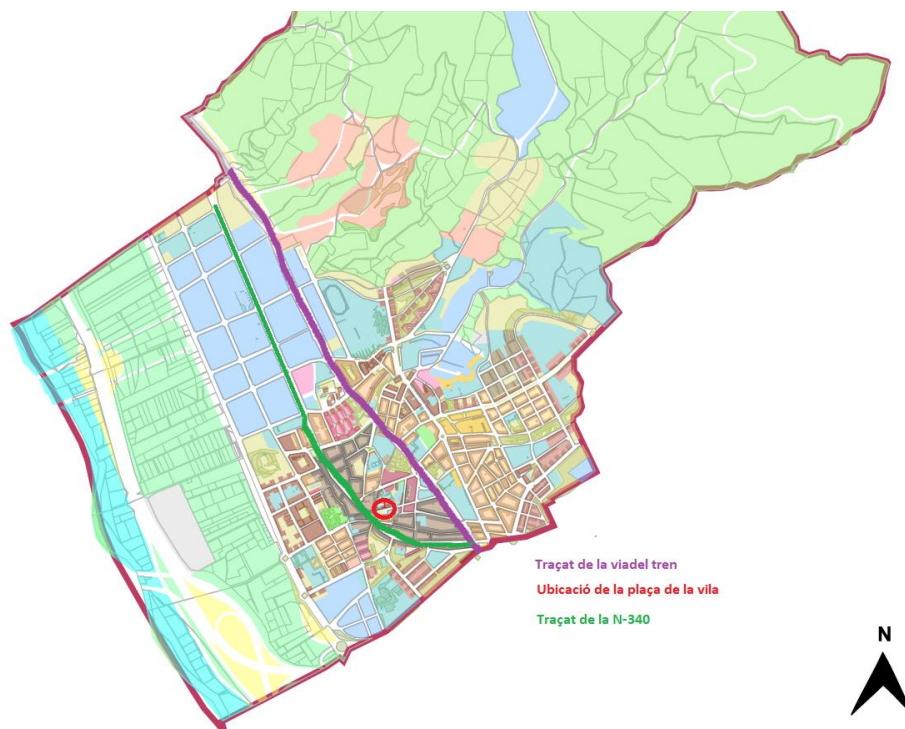 Traçat de la viadel tren
Ubicació de la plaça de la vila
Traçat de la N-340
N